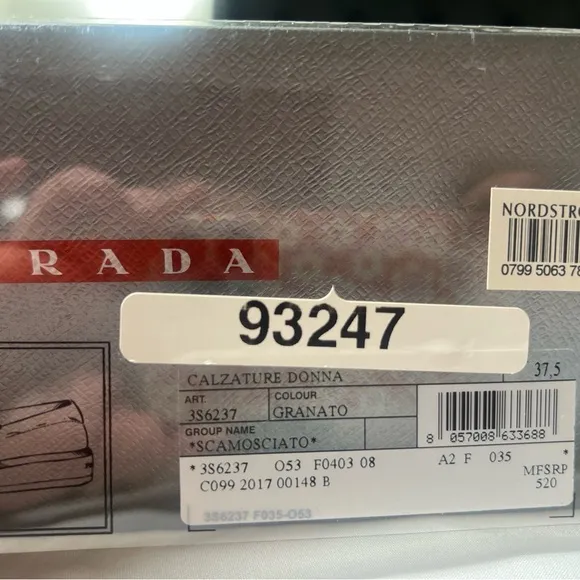 RADA
NORDSTRO
0799 5063 78
93247
CALZATURE DONNA 37,5
ART. COLOUR
3S6237 GRANATO
GROUP NAME
*SCAMOSCIATO*
8 057008 633688
*3S6237 O53 F0403 08 A2 F 035 *
C099 2017 00148 B MFSRP
520
3S6237 F035-O53